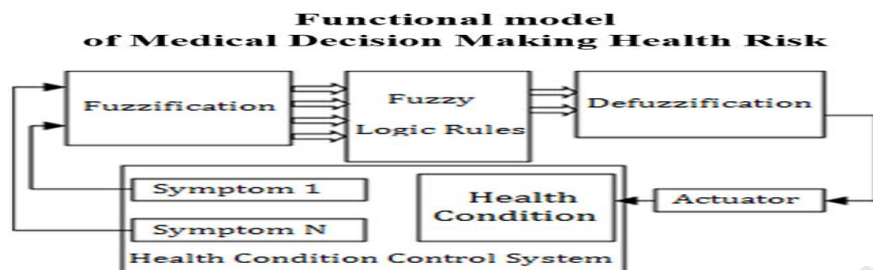 Functional model
of Medical Decision Making Health Risk
Fuzzification
Fuzzy
Logic Rules
Defuzzification
Symptom 1
Symptom N
Health
Condition
Actuator
Health Condition Control System